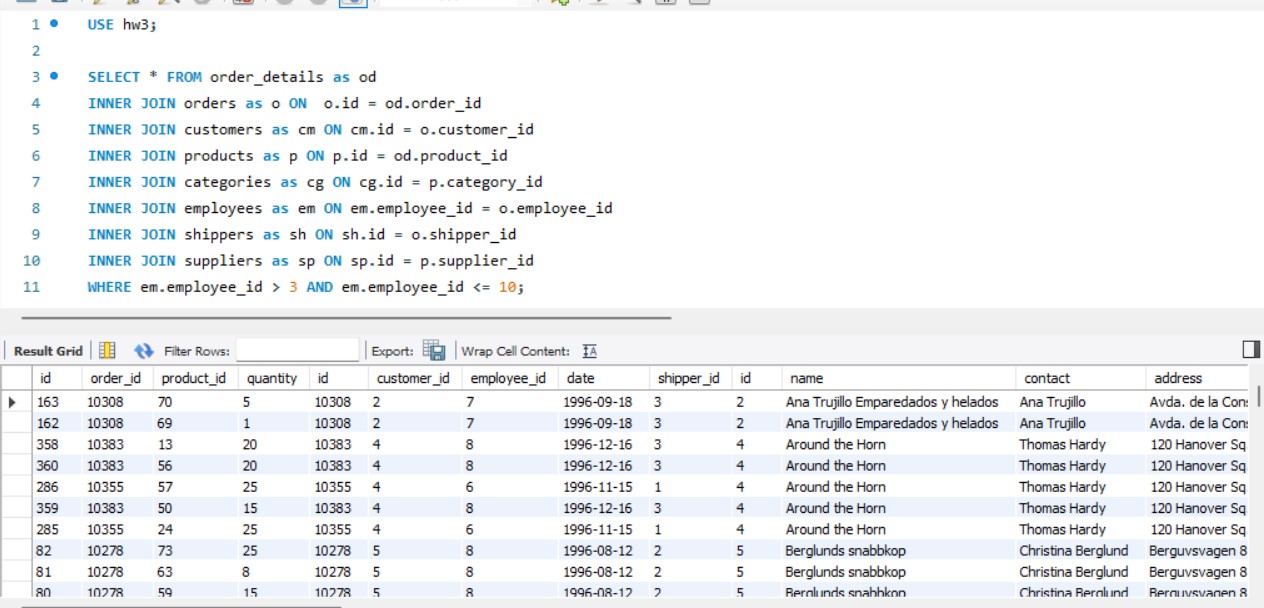 1 USE hw3;
2
3 SELECT * FROM order_details as od
4 INNER JOIN orders as o ON  o.id = od.order_id
5 INNER JOIN customers as cm ON cm.id = o.customer_id
6 INNER JOIN products as p ON p.id = od.product_id
7 INNER JOIN categories as cg ON cg.id = p.category_id
8 INNER JOIN employees as em ON em.employee_id = o.employee_id
9 INNER JOIN shippers as sh ON sh.id = o.shipper_id
10 INNER JOIN suppliers as sp ON sp.id = p.supplier_id
11 WHERE em.employee_id > 3 AND em.employee_id <= 10;
Result Grid Filter Rows: Export: Wrap Cell Content: IA
id order_id product_id quantity id customer_id employee_id date shipper_id id name contact address
163 10308 70 5 10308 2 7 1996-09-18 3 2 Ana Trujillo Emparedados y helados Ana Trujillo Avda. de la Con
162 10308 69 1 10308 2 7 1996-09-18 3 2 Ana Trujillo Emparedados y helados Ana Trujillo Avda. de la Con
358 10383 13 20 10383 4 8 1996-12-16 3 4 Around the Horn Thomas Hardy 120 Hanover Sq
360 10383 56 20 10383 4 8 1996-12-16 3 4 Around the Horn Thomas Hardy 120 Hanover Sq
286 10355 57 25 10355 4 6 1996-11-15 1 4 Around the Horn Thomas Hardy 120 Hanover Sq
359 10383 50 15 10383 4 8 1996-12-16 3 4 Around the Horn Thomas Hardy 120 Hanover Sq
285 10355 24 25 10355 4 6 1996-11-15 1 4 Around the Horn Thomas Hardy 120 Hanover Sq
82 10278 73 25 10278 5 8 1996-08-12 2 5 Berglunds snabbkop Christina Berglund Berguvsvagen 8
81 10278 63 8 10278 5 8 1996-08-12 2 5 Berglunds snabbkop Christina Berglund Berguvsvagen 8
80 10278 59 15 10278 5 8 1996-08-12 2 5 Berglunds snabbkop Christina Berglund Berguvsvagen 8